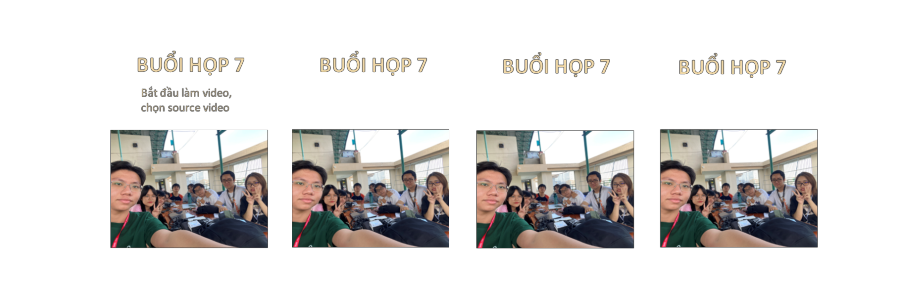 BUỔI HỌP 7
Bắt đầu làm video,
chọn source video
BUỔI HỌP 7
BUỔI HỌP 7
BUỔI HỌP 7